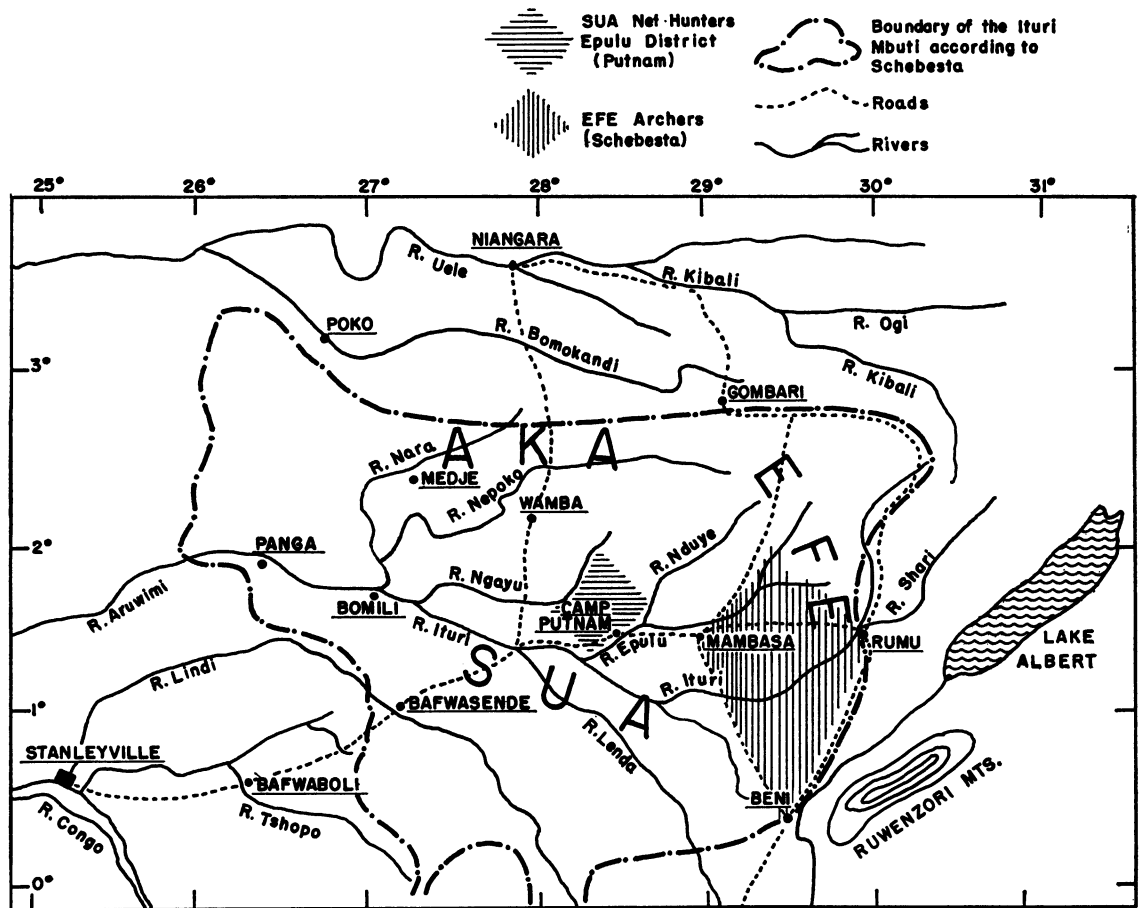 SUA Net-Hunters
Epulu District
(Putnam)
EFE Archers
(Schebesta)
Boundary of the Ituri
Mbuti according to
Schebesta
Roads
Rivers
25° 26° 27° 28° 29° 30° 31°
NIANGARA
R. Uele
R. Kibali
R. Ogi
POKO
R. Bomokandi
3°
R. Kibali
GOMBARI
AKA
R. Nara
MEDJE
R. Nepoko
WAMBA
EFE
2°
PANGA
R. Nduye
R. Shari
R. Aruwimi
BOMILI
R. Ngayu
CAMP
PUTNAM
R. Ituri
R. Epulu
MAMBASA
RUMU
LAKE
ALBERT
R. Lindi
SUA
R. Ituri
1°
BAFWASENDE
R. Lenda
STANLEYVILLE
BAFWABOLI
BENI
RUWENZORI MTS.
R. Congo
R. Tshopo
0°